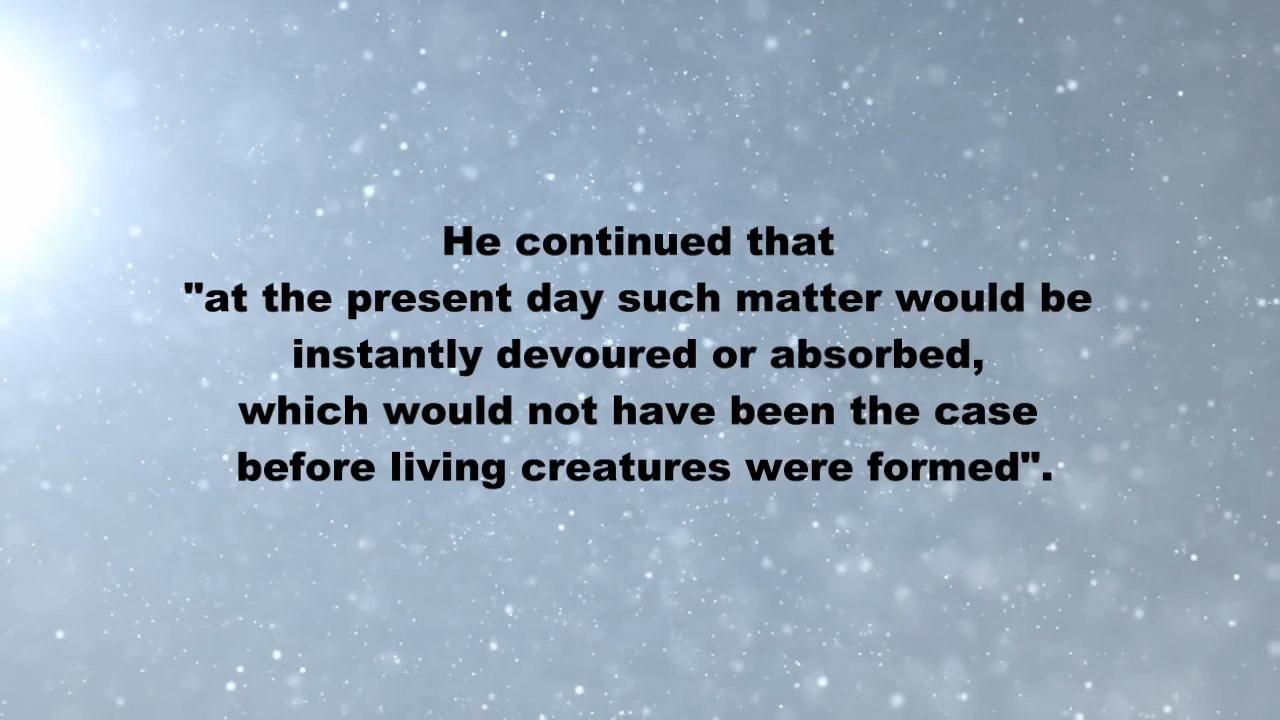 He continued that
"at the present day such matter would be
instantly devoured or absorbed,
which would not have been the case
before living creatures were formed".